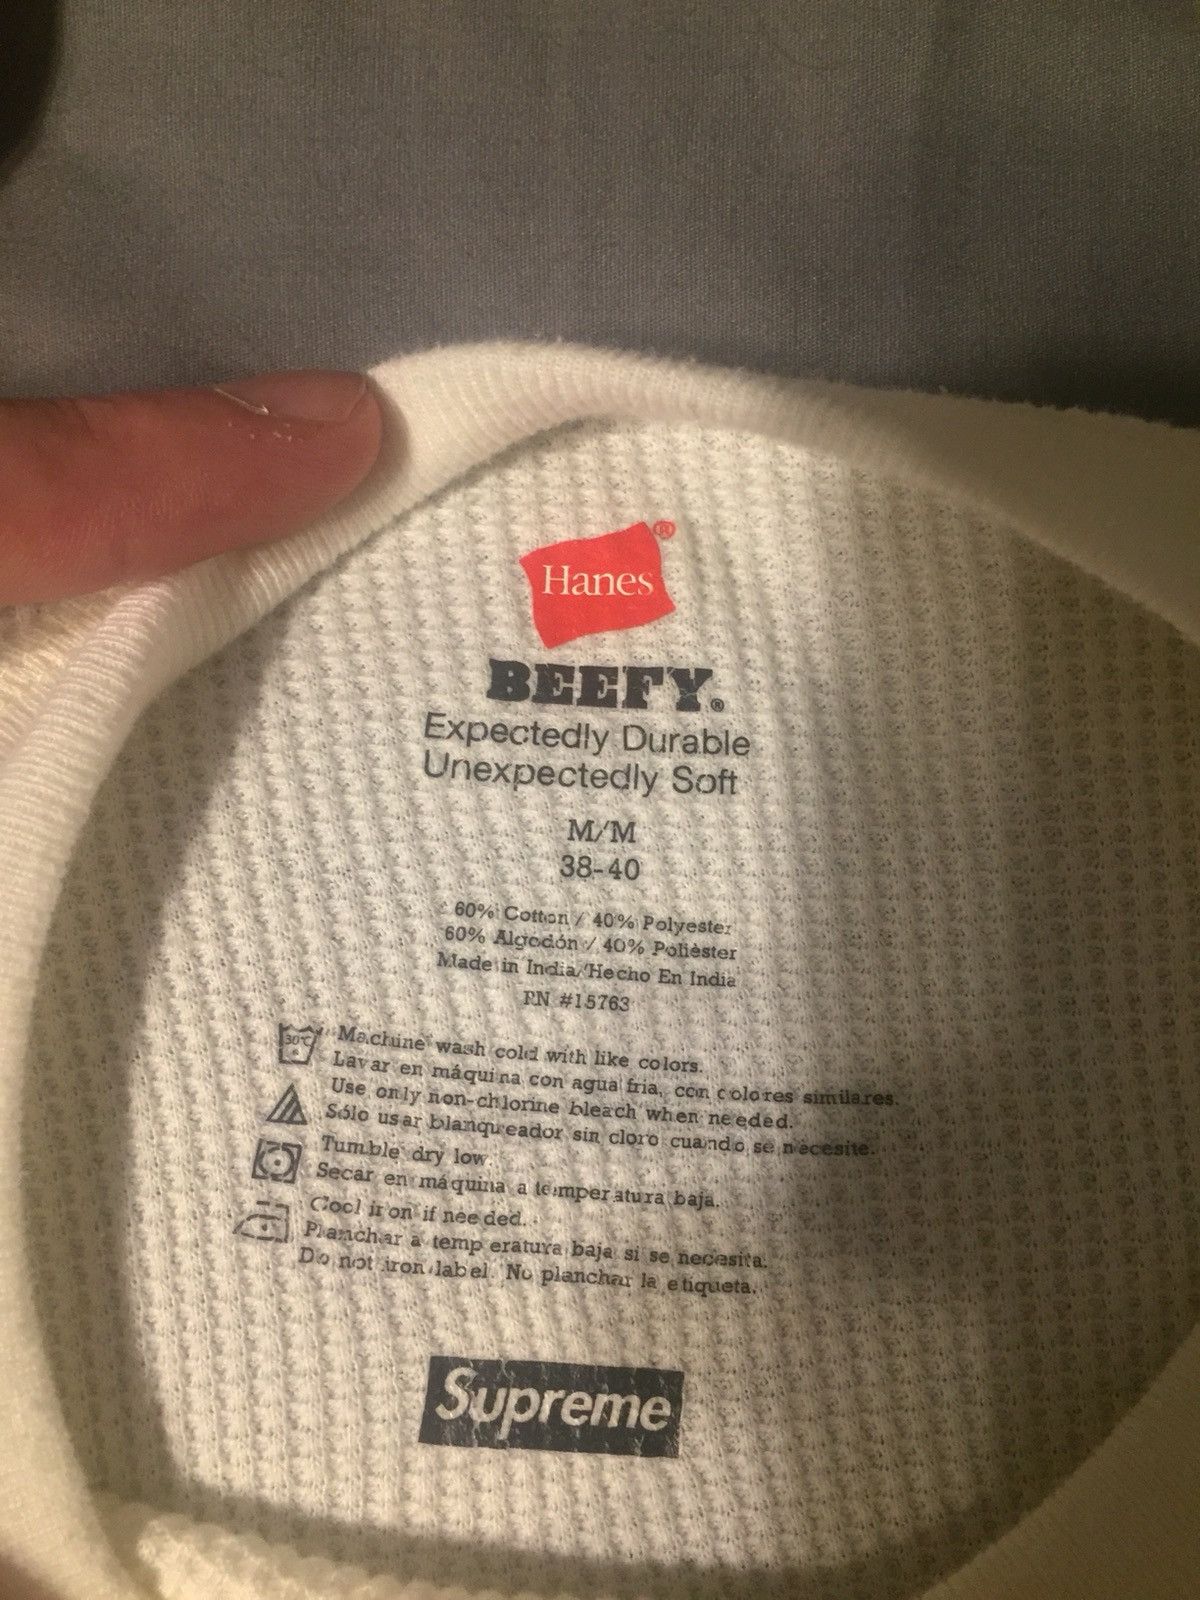 Hanes®
BEEFY®
Expectedly Durable
Unexpectedly Soft
M/M
38-40
60% Cotton / 40% Polyester
60% Algodón / 40% Poliéster
Made in India/Hecho En India
RN #15763
30°C Machine wash cold with like colors.
Lavar en máquina con agua fria, con colores similares.
Use only non-chlorine bleach when needed.
Sólo usar blanqueador sin cloro cuando se necesite.
Tumble dry low.
Secar en máquina a temperatura baja.
Cool iron if needed.
Planchar a temperatura baja si se necesita.
Do not iron label. No planchar la etiqueta.
Supreme